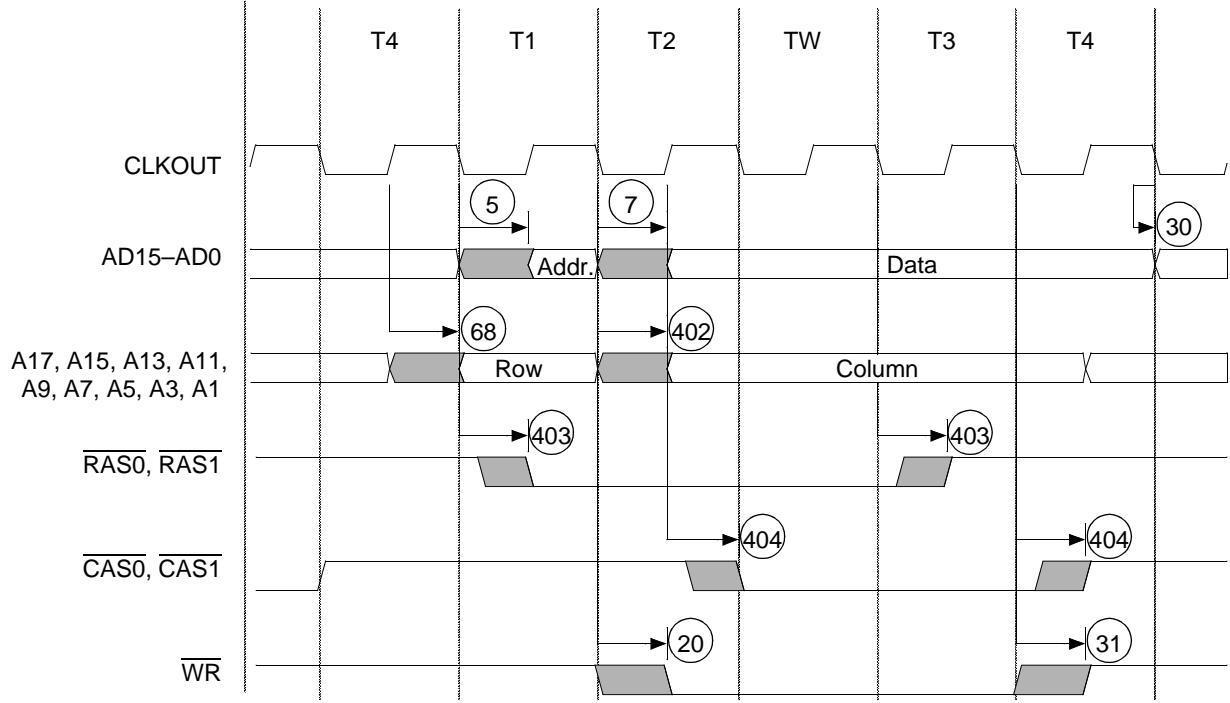 T4 T1 T2 TW T3 T4
CLKOUT
5 7
AD15–AD0 Addr. Data 30
68 402
A17, A15, A13, A11,
A9, A7, A5, A3, A1
Row Column
403 403
RAS0, RAS1
404 404
CAS0, CAS1
20 31
WR